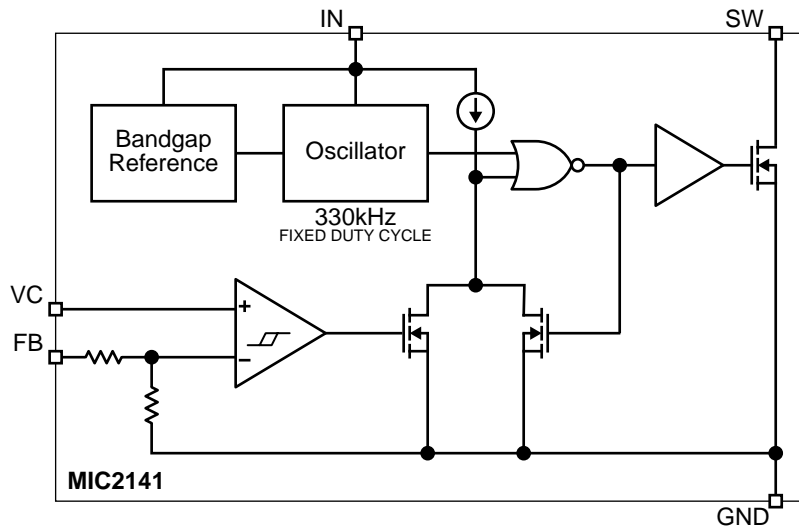 IN
SW
Bandgap
Reference
Oscillator
330kHz
FIXED DUTY CYCLE
VC
+
FB
–
MIC2141
GND